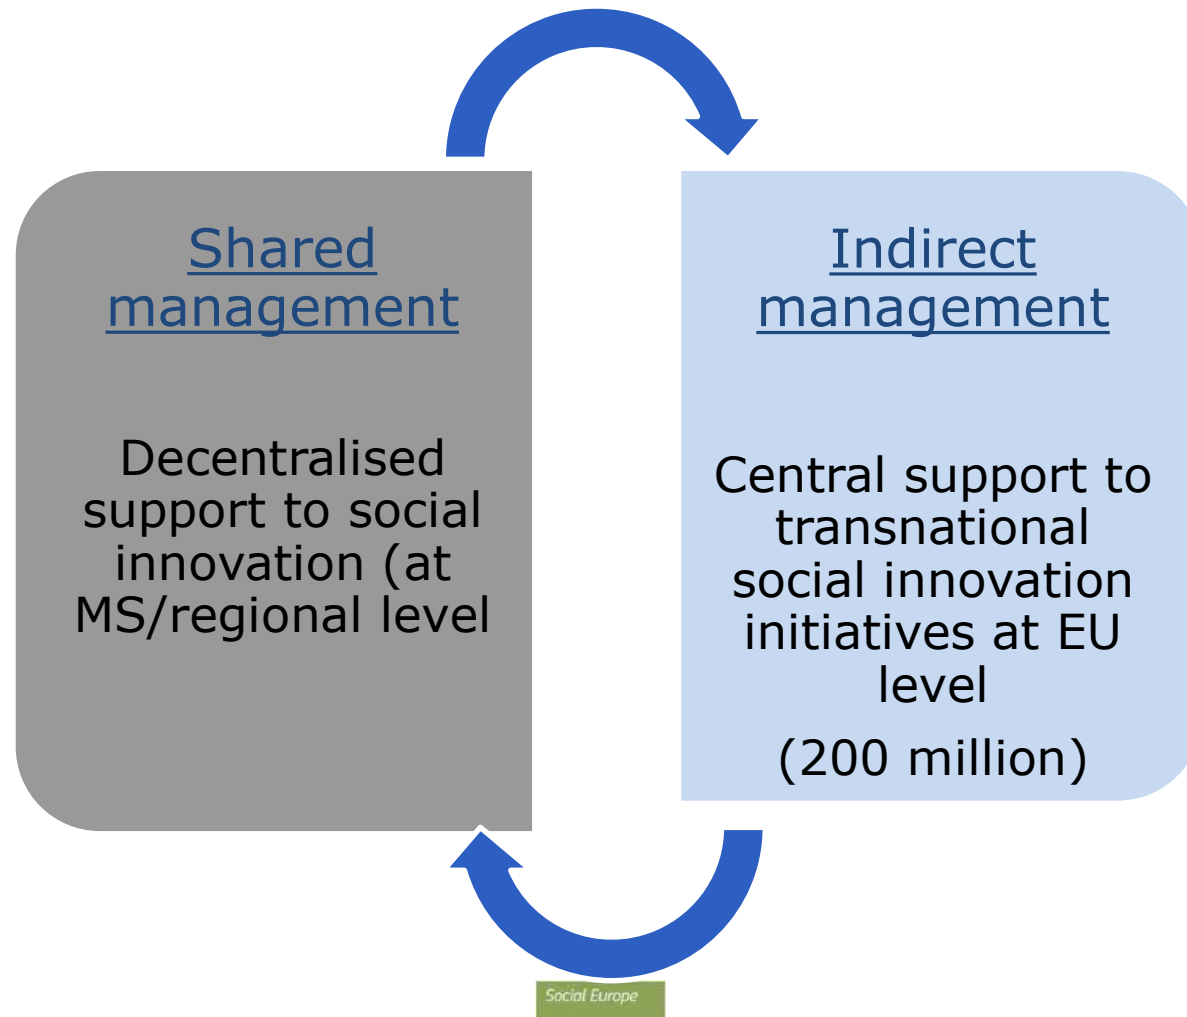 Shared
management
Decentralised
support to social
innovation (at
MS/regional level
Indirect
management
Central support to
transnational
social innovation
initiatives at EU
level
(200 million)
Social Europe